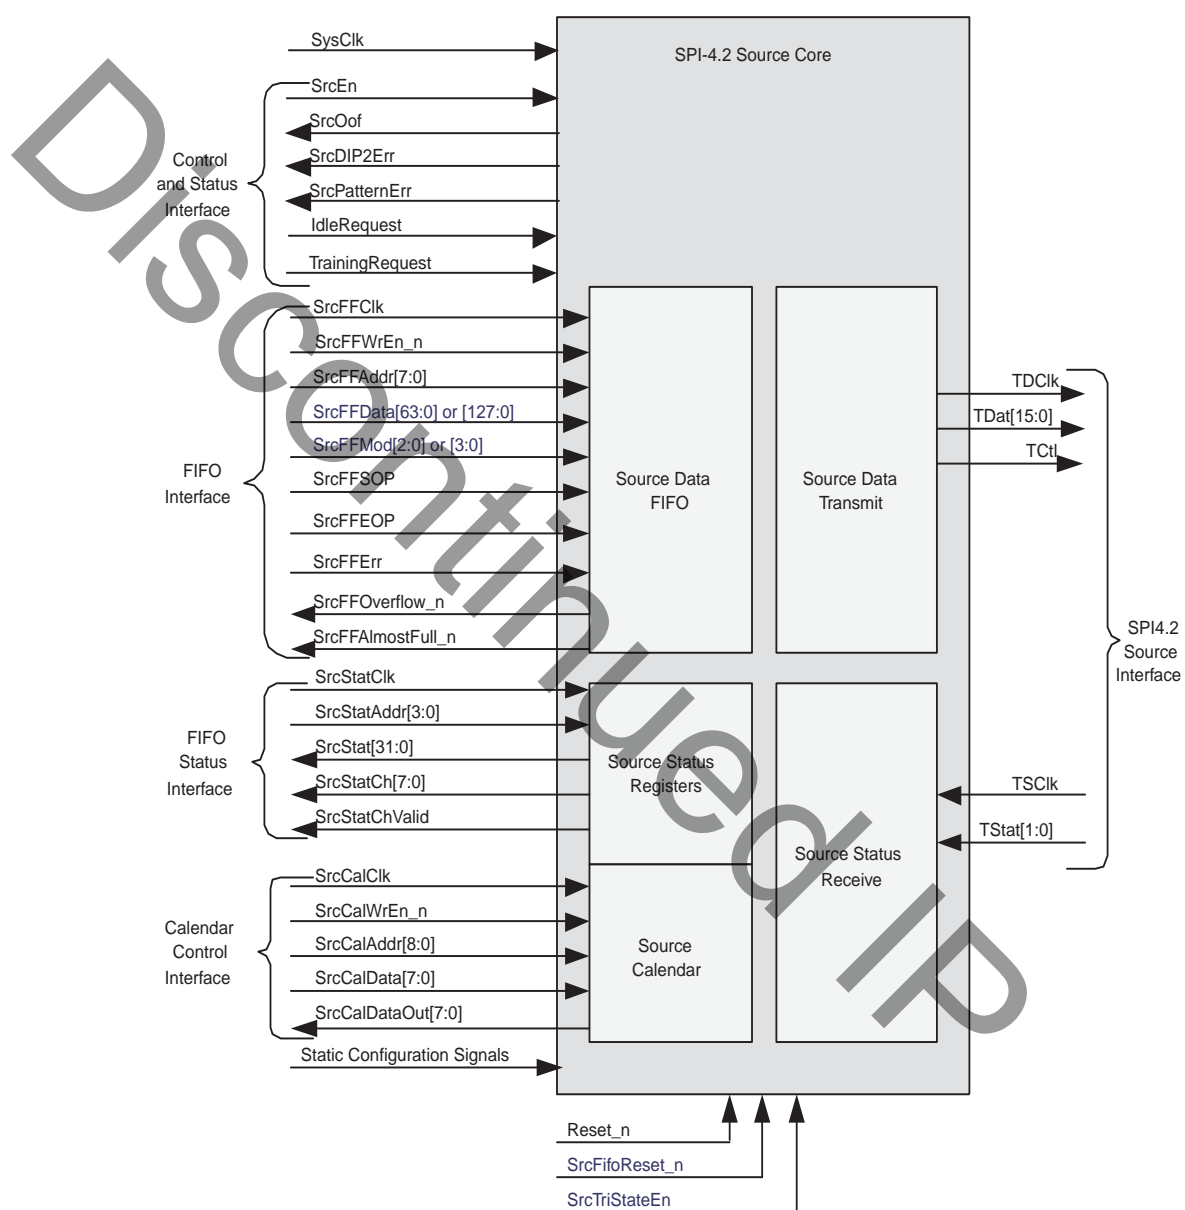 SPI-4.2 Source Core
SysClk
Control
and Status
Interface
SrcEn
SrcOof
SrcDIP2Err
SrcPatternErr
IdleRequest
TrainingRequest
FIFO
Interface
SrcFFClk
SrcFFWrEn_n
SrcFFAddr[7:0]
SrcFFData[63:0] or [127:0]
SrcFFMod[2:0] or [3:0]
SrcFFSOP
SrcFFEOP
SrcFFErr
SrcFFOverflow_n
SrcFFAlmostFull_n
Source Data
FIFO
Source Data
Transmit
TDClk
TDat[15:0]
TCtl
SPI4.2
Source
Interface
FIFO
Status
Interface
SrcStatClk
SrcStatAddr[3:0]
SrcStat[31:0]
SrcStatCh[7:0]
SrcStatChValid
Source Status
Registers
Source Status
Receive
TSClk
TStat[1:0]
Calendar
Control
Interface
SrcCalClk
SrcCalWrEn_n
SrcCalAddr[8:0]
SrcCalData[7:0]
SrcCalDataOut[7:0]
Source
Calendar
Static Configuration Signals
Reset_n
SrcFifoReset_n
SrcTriStateEn
Discontinued IP